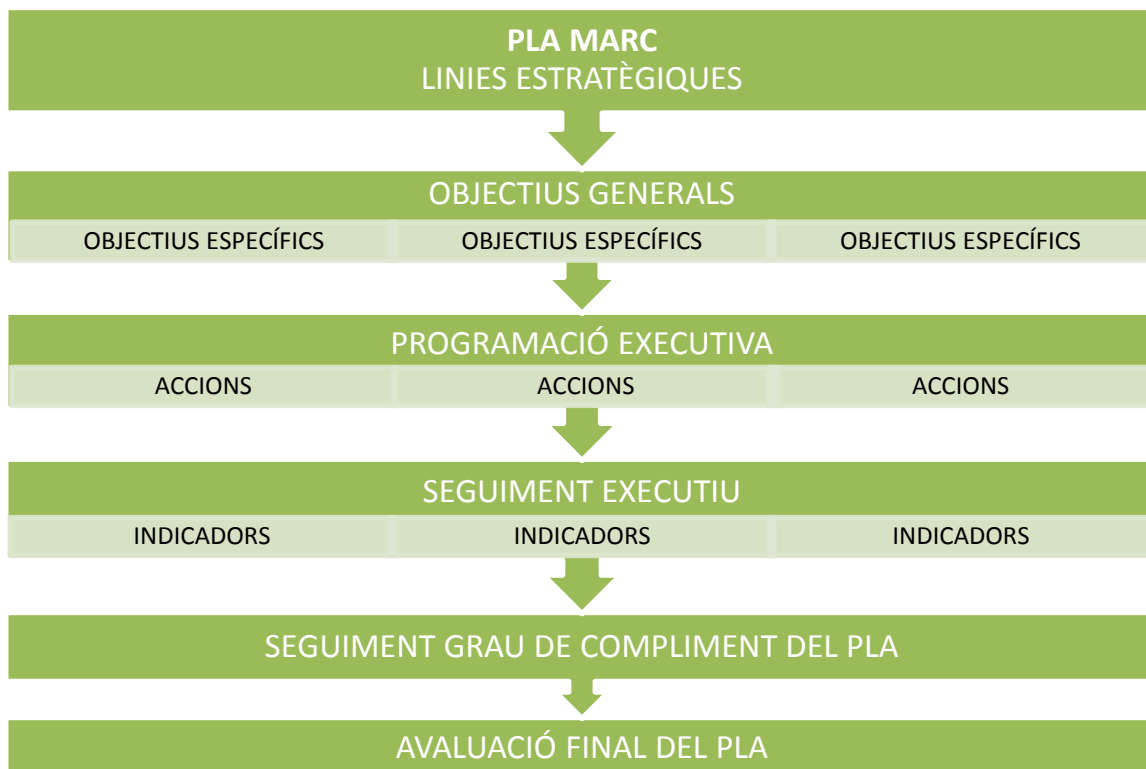 PLA MARC
LINIES ESTRATÈGIQUES
OBJECTIUS GENERALS
OBJECTIUS ESPECÍFICS OBJECTIUS ESPECÍFICS OBJECTIUS ESPECÍFICS
PROGRAMACIÓ EXECUTIVA
ACCIONS ACCIONS ACCIONS
SEGUIMENT EXECUTIU
INDICADORS INDICADORS INDICADORS
SEGUIMENT GRAU DE COMPLIMENT DEL PLA
AVALUACIÓ FINAL DEL PLA